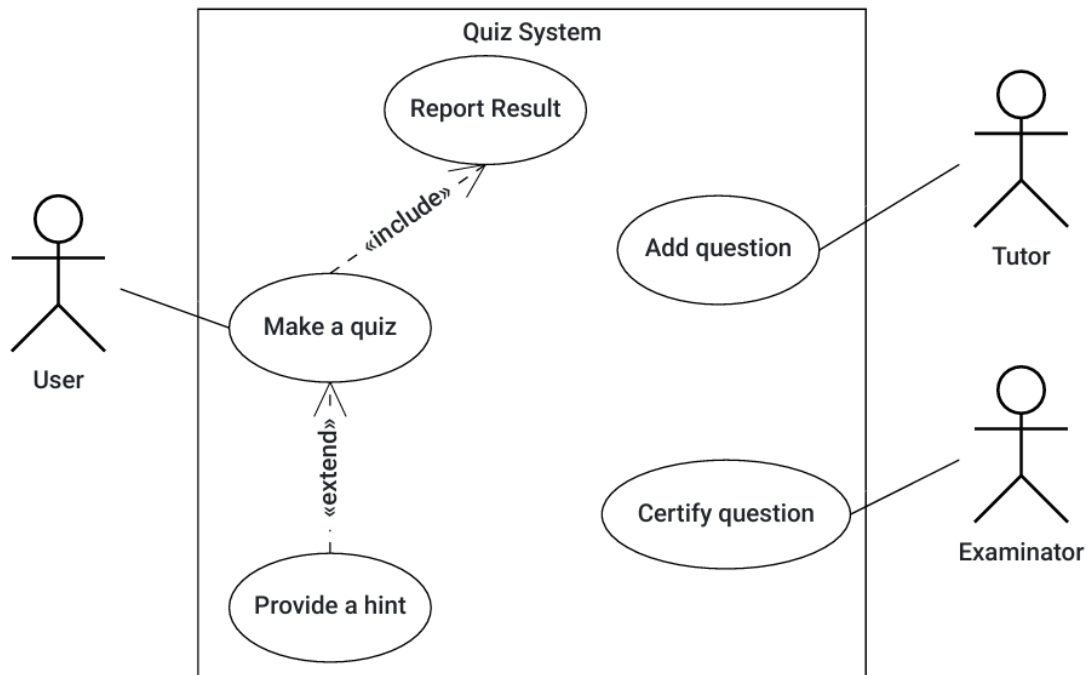 Quiz System
Report Result
«include»
Add question
Tutor
Make a quiz
User
«extend»
Certify question
Examinator
Provide a hint